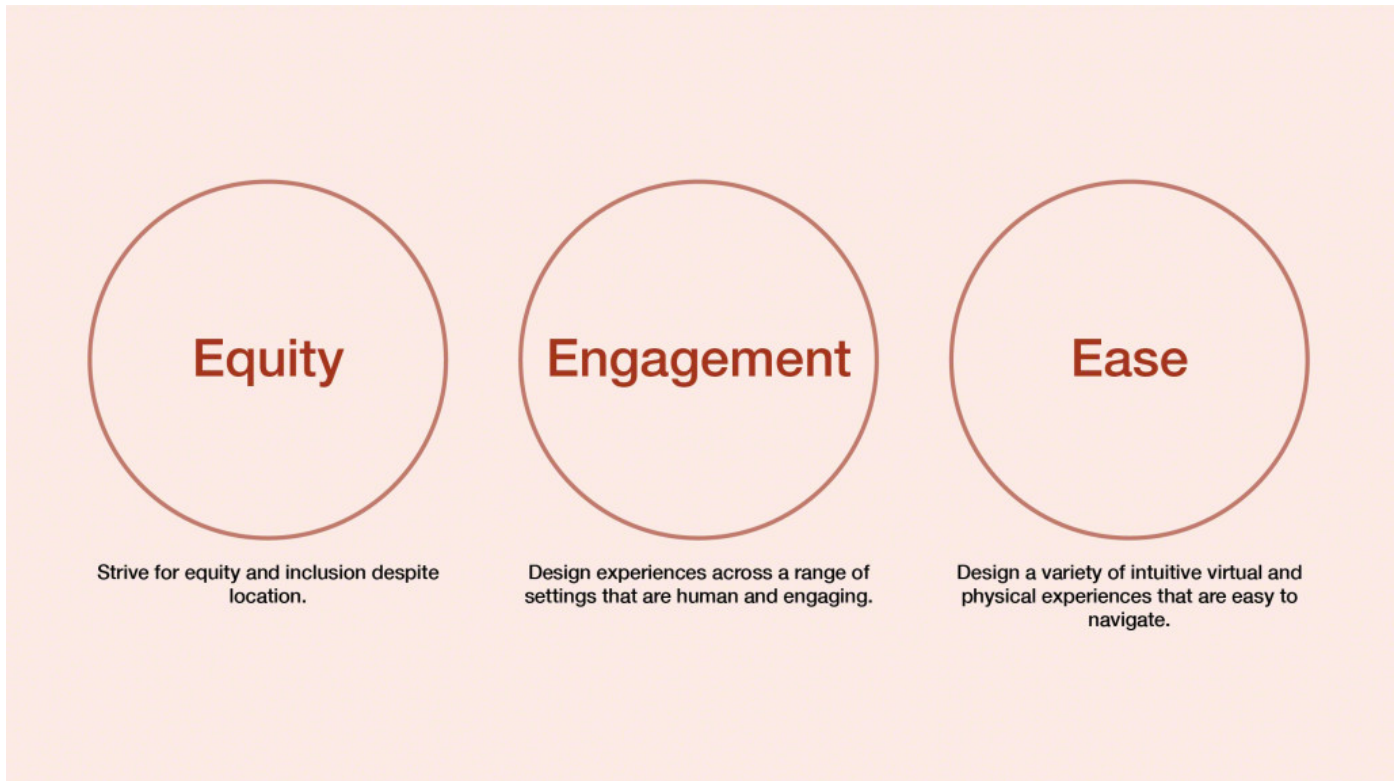 Equity
Strive for equity and inclusion despite
location.
Engagement
Design experiences across a range of
settings that are human and engaging.
Ease
Design a variety of intuitive virtual and
physical experiences that are easy to
navigate.